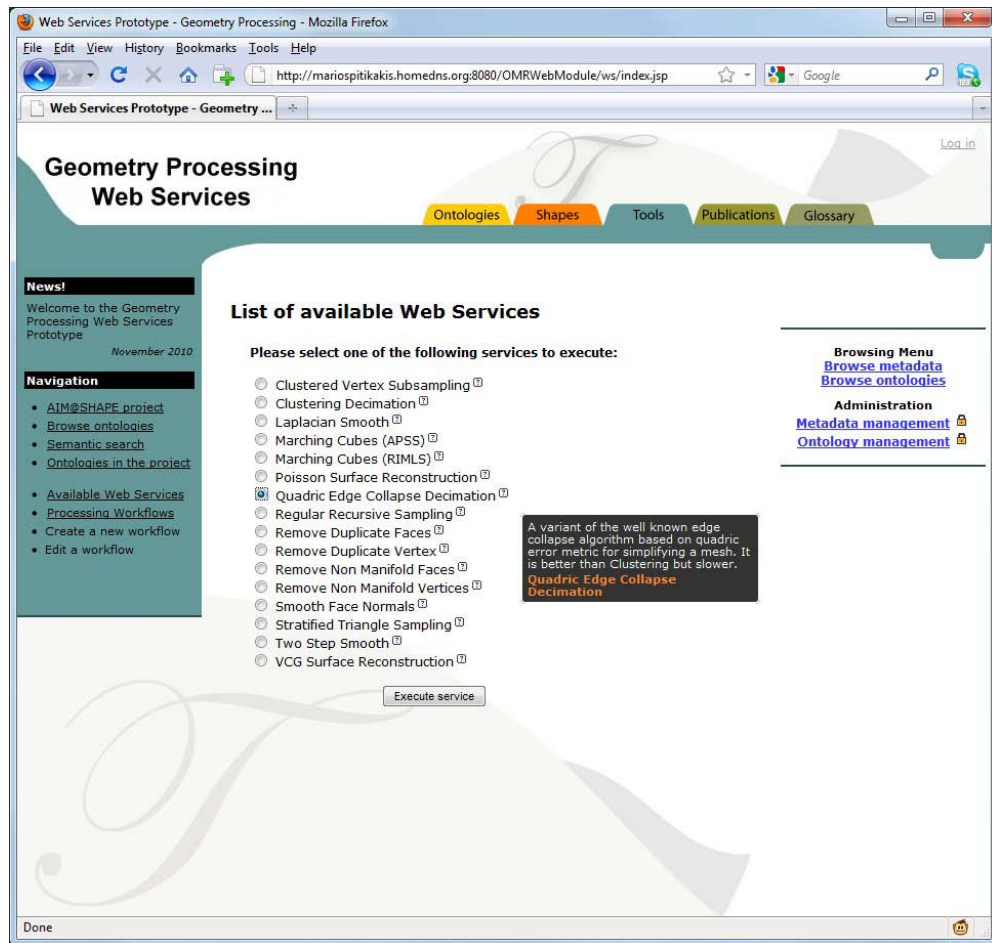 Web Services Prototype - Geometry Processing - Mozilla Firefox
File Edit View History Bookmarks Tools Help
http://mariospitikakis.homedns.org:8080/OMRWebModule/ws/index.jsp
Google
Web Services Prototype - Geometry ...
Log in
Geometry Processing
Web Services
Ontologies
Shapes
Tools
Publications
Glossary
News!
Welcome to the Geometry
Processing Web Services
Prototype
November 2010
Navigation
• AIM@SHAPE project
• Browse ontologies
• Semantic search
• Ontologies in the project
• Available Web Services
• Processing Workflows
• Create a new workflow
• Edit a workflow
List of available Web Services
Please select one of the following services to execute:
Clustered Vertex Subsampling [?]
Clustering Decimation [?]
Laplacian Smooth [?]
Marching Cubes (APSS) [?]
Marching Cubes (RIMLS) [?]
Poisson Surface Reconstruction [?]
Quadric Edge Collapse Decimation [?]
Regular Recursive Sampling [?]
Remove Duplicate Faces [?]
Remove Duplicate Vertex [?]
Remove Non Manifold Faces [?]
Remove Non Manifold Vertices [?]
Smooth Face Normals [?]
Stratified Triangle Sampling [?]
Two Step Smooth [?]
VCG Surface Reconstruction [?]
A variant of the well known edge
collapse algorithm based on quadric
error metric for simplifying a mesh. It
is better than Clustering but slower.
Quadric Edge Collapse
Decimation
Execute service
Browsing Menu
Browse metadata
Browse ontologies
Administration
Metadata management
Ontology management
Done